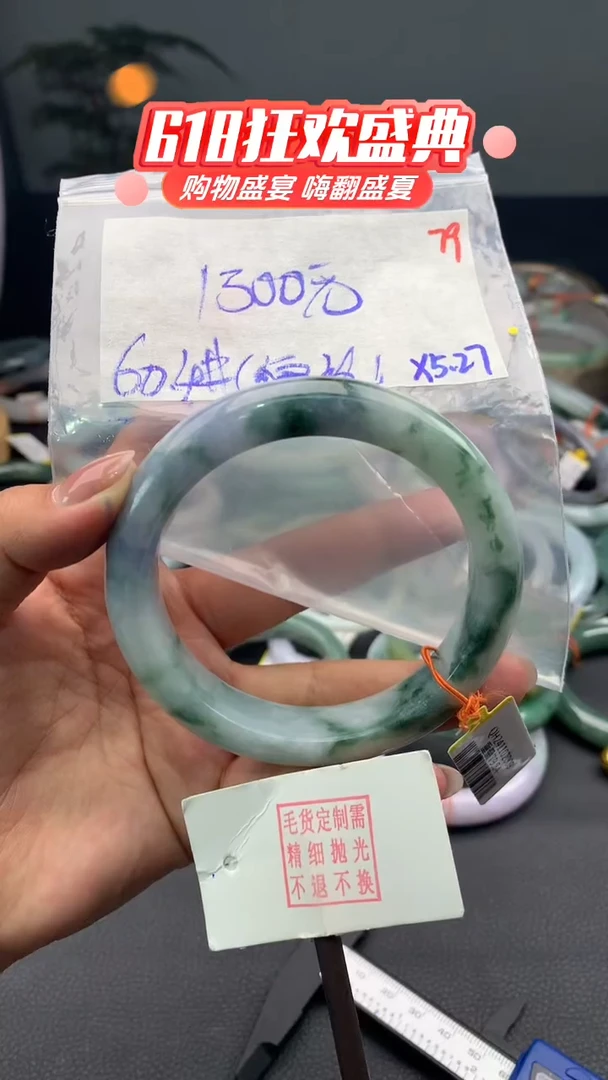 618狂欢盛典
购物盛宴 嗨翻盛夏
79
1300元
X5.27
毛货定制需
精细抛光
不退不换